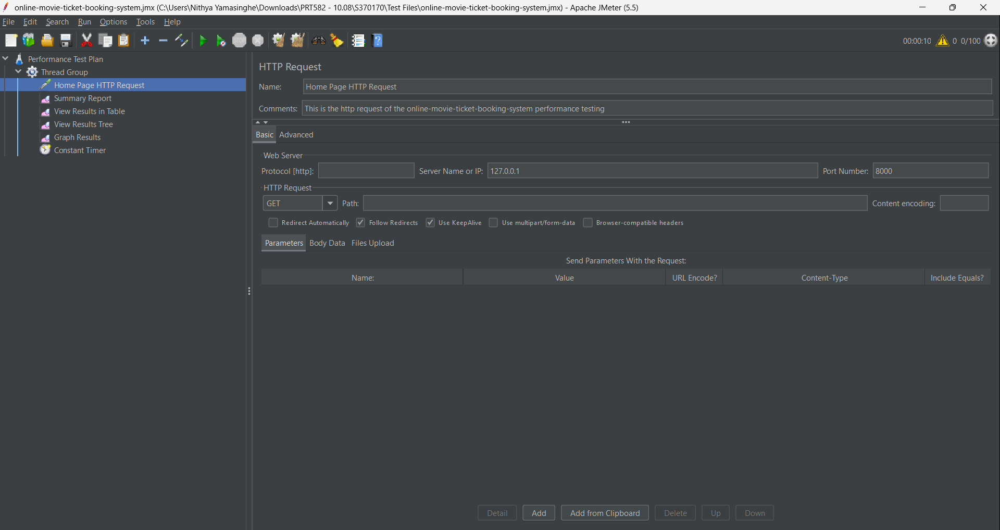 online-movie-ticket-booking-system.jmx (C:\Users\Nithya Yamasinghe\Downloads\PRT582 - 10.08\S370170\Test Files\online-movie-ticket-booking-system.jmx) - Apache JMeter (5.5)
File Edit Search Run Options Tools Help
STOP ? 00:00:10 0 0/100
Performance Test Plan
Thread Group
Home Page HTTP Request
Summary Report
View Results in Table
View Results Tree
Graph Results
Constant Timer
HTTP Request
Name: Home Page HTTP Request
Comments: This is the http request of the online-movie-ticket-booking-system performance testing
Basic Advanced
Web Server
Protocol [http]: Server Name or IP: 127.0.0.1 Port Number: 8000
HTTP Request
GET Path: Content encoding:
Redirect Automatically Follow Redirects Use KeepAlive Use multipart/form-data Browser-compatible headers
Parameters Body Data Files Upload
Send Parameters With the Request:
Name: Value URL Encode? Content-Type Include Equals?
Detail Add Add from Clipboard Delete Up Down